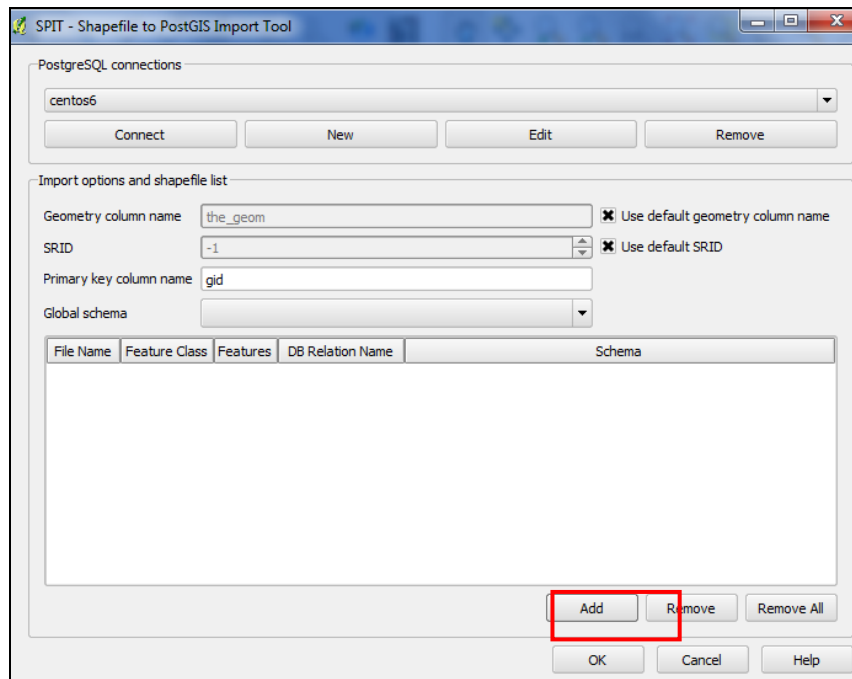 SPIT - Shapefile to PostGIS Import Tool
PostgreSQL connections
centos6
Connect New Edit Remove
Import options and shapefile list
Geometry column name the_geom Use default geometry column name
SRID -1 Use default SRID
Primary key column name gid
Global schema
File Name Feature Class Features DB Relation Name Schema
Add Remove Remove All
OK Cancel Help